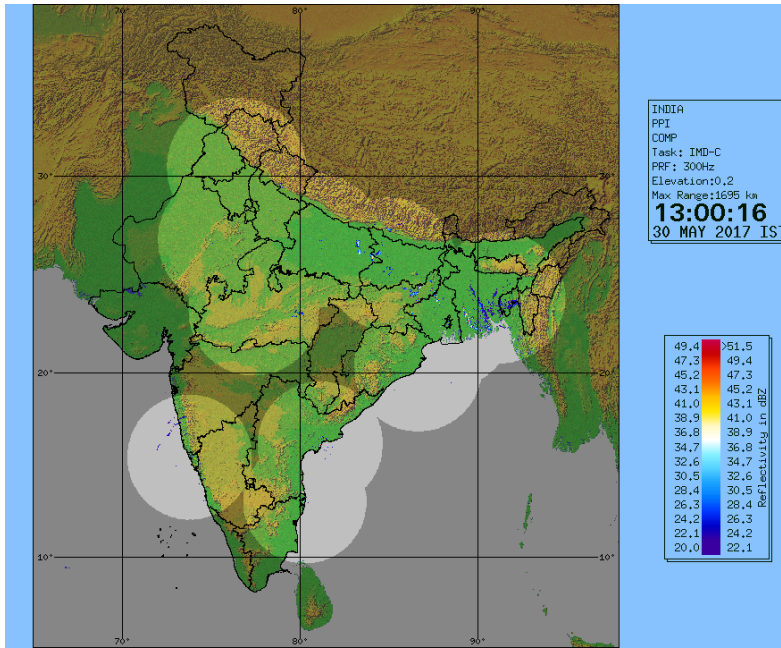 70° 80° 90°
30° 30°
20° 20°
10° 10°
70° 80° 90°
INDIA
PPI
COMP
Task: IMD-C
PRF: 300Hz
Elevation:0.2
Max Range:1695 km
13:00:16
30 MAY 2017 IST
49.4 >51.5
47.3 49.4
45.2 47.3
43.1 45.2
41.0 43.1
38.9 41.0
36.8 38.9
34.7 36.8
32.6 34.7
30.5 32.6
28.4 30.5
26.3 28.4
24.2 26.3
22.1 24.2
20.0 22.1
Reflectivity in dBZ